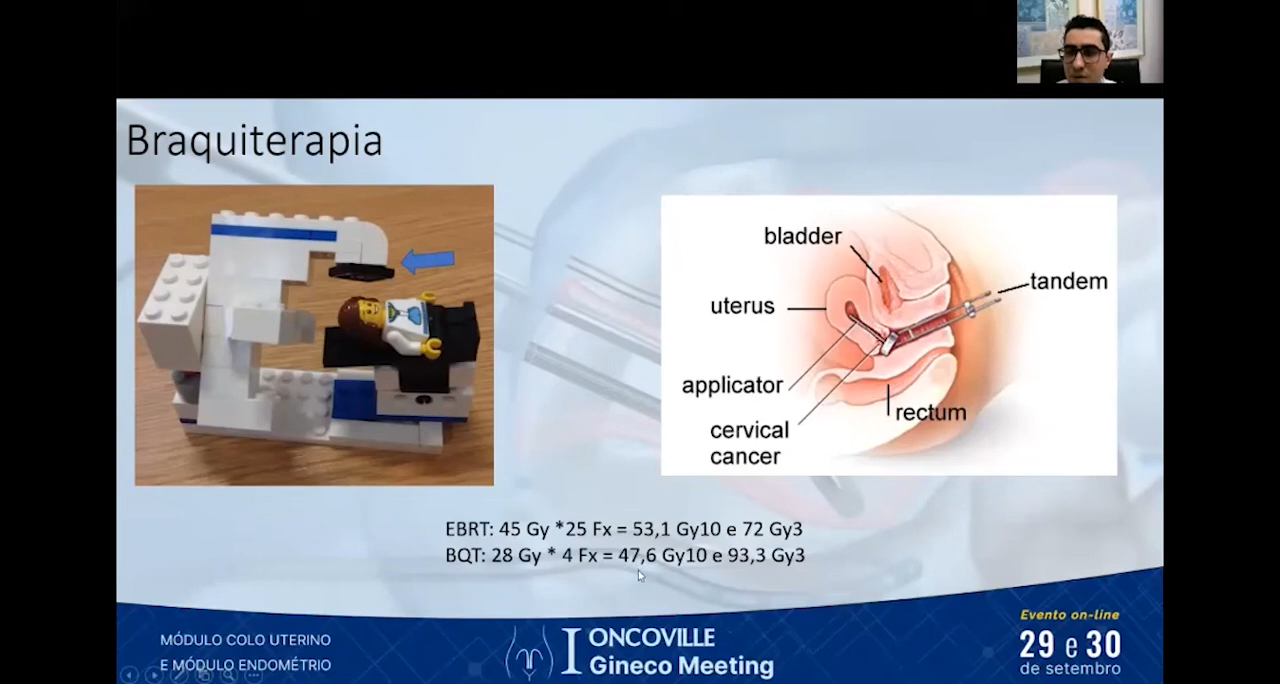 Braquiterapia
bladder
uterus
tandem
applicator
rectum
cervical
cancer
EBRT: 45 Gy *25 Fx = 53,1 Gy10 e 72 Gy3
BQT: 28 Gy * 4 Fx = 47,6 Gy10 e 93,3 Gy3
MÓDULO COLO UTERINO
E MÓDULO ENDOMÉTRIO
I ONCOVILLE
Gineco Meeting
Evento on-line
29 e 30
de setembro